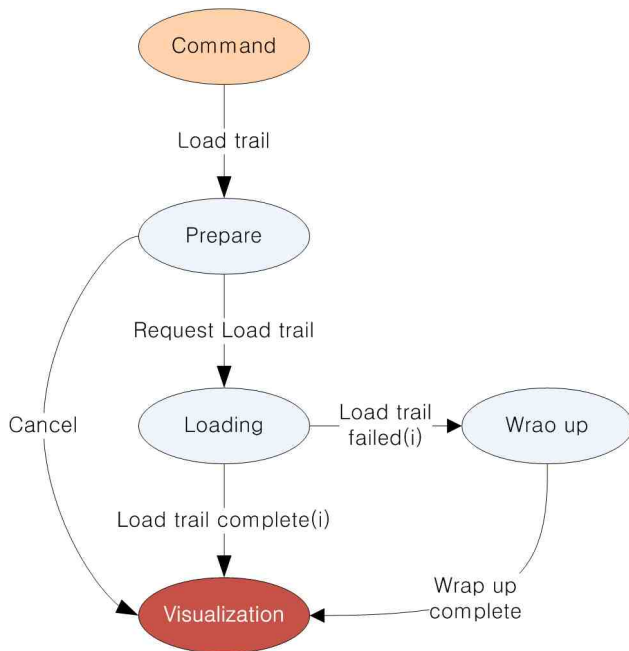 Command
Load trail
Prepare
Request Load trail
Cancel
Loading
Load trail
failed(i)
Wrao up
Load trail complete(i)
Wrap up
complete
Visualization